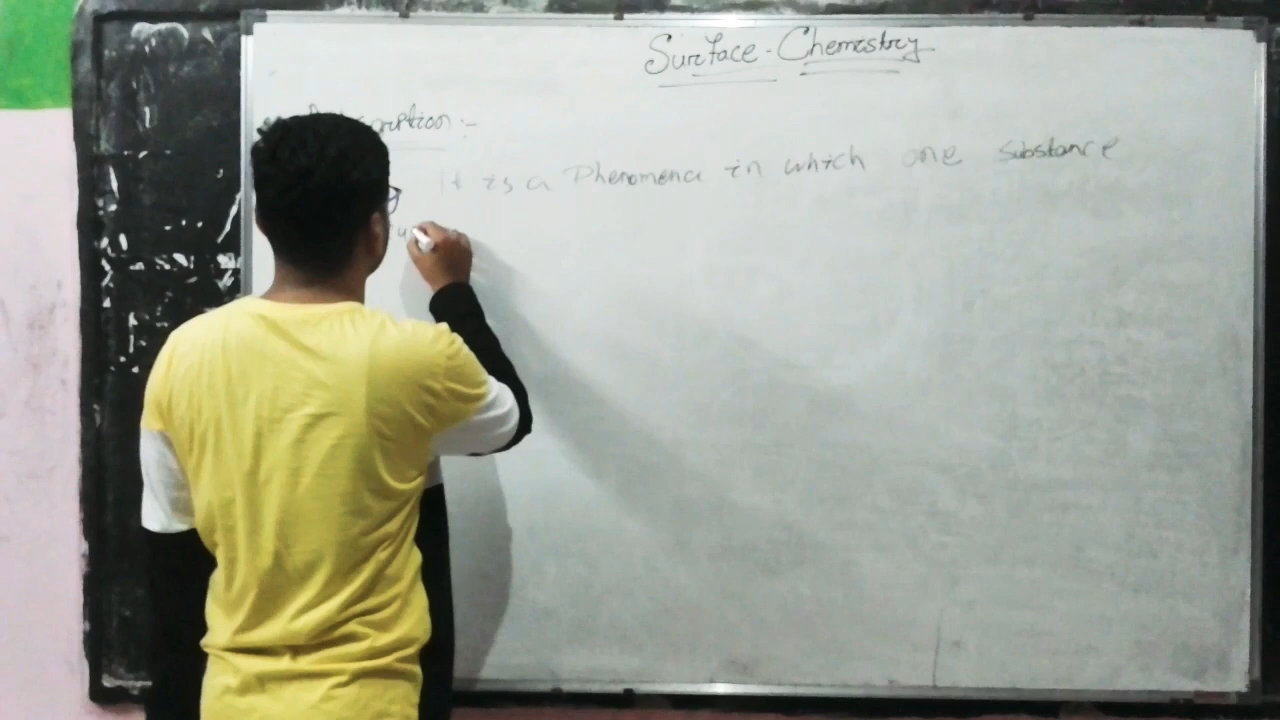 Surface - Chemistry
It is a Phenomena in which one substance